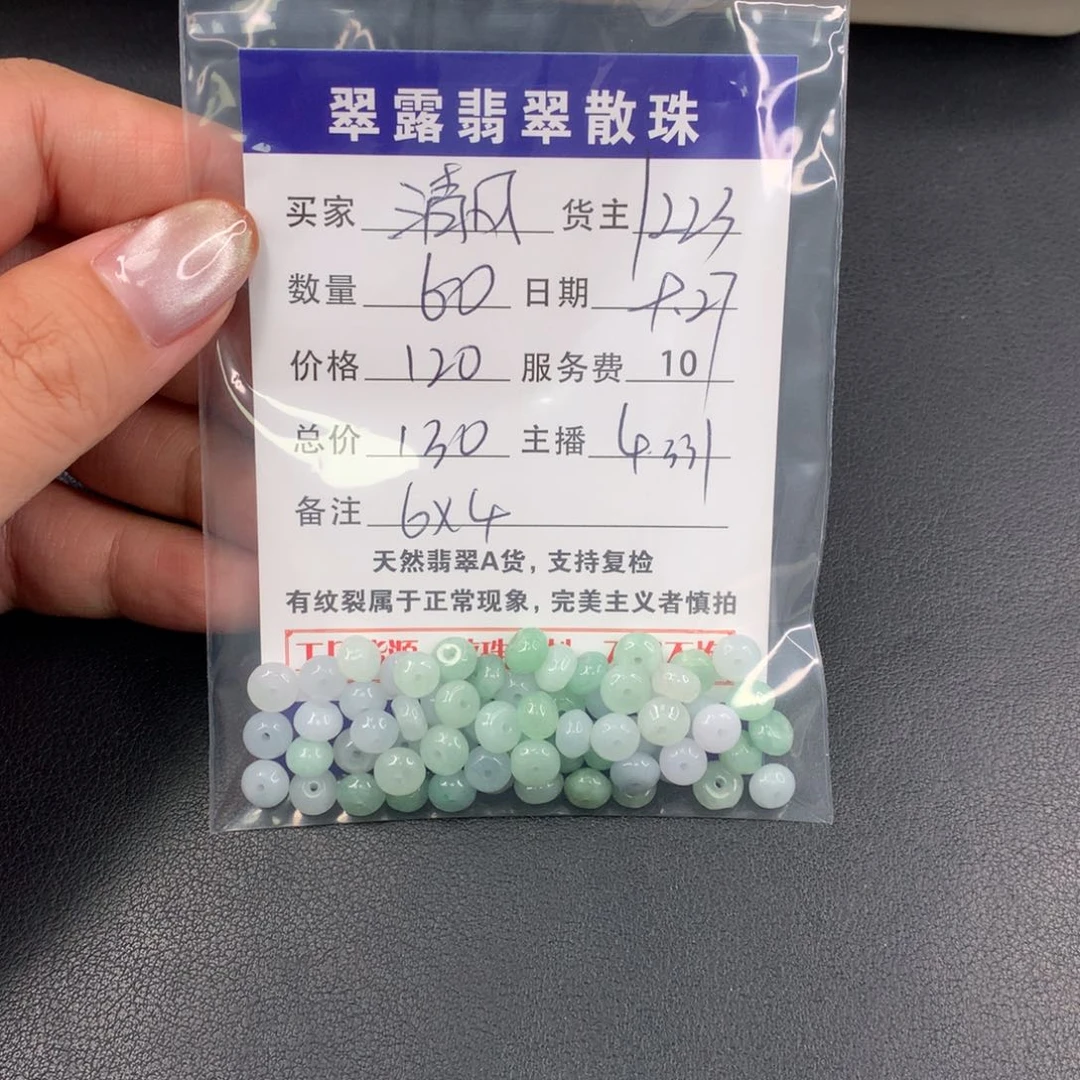 翠露翡翠散珠
买家 清风 货主 1223
数量 60 日期 4.27
价格 120 服务费 10
总价 130 主播 4.331
备注 6x4
天然翡翠A货,支持复检
有纹裂属于正常现象,完美主义者慎拍